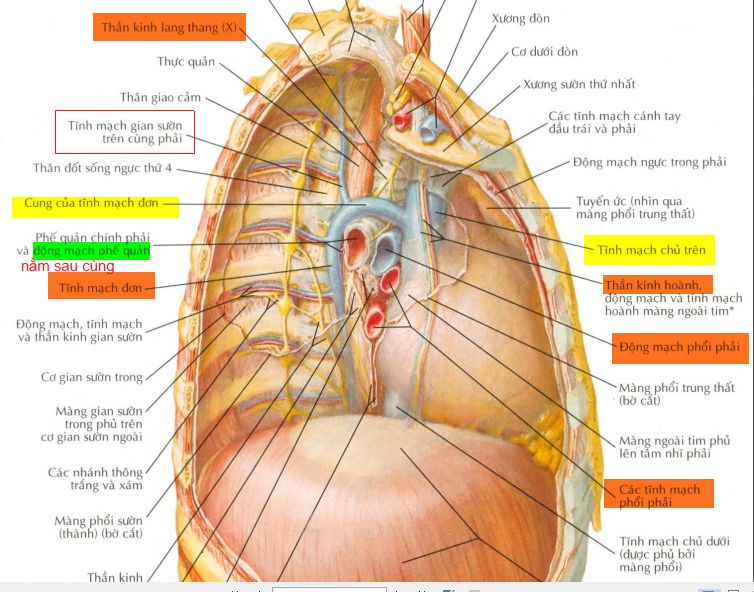 Thần kinh lang thang (X)
Thực quản
Thân giao cảm
Tĩnh mạch gian sườn
trên cùng phải
Thân đốt sống ngực thứ 4
Cung của tĩnh mạch đơn
Phế quản chính phải
và động mạch phế quản
nằm sau cùng
Tĩnh mạch đơn
Động mạch, tĩnh mạch
và thần kinh gian sườn
Cơ gian sườn trong
Màng gian sườn
trong phủ trên
cơ gian sườn ngoài
Các nhánh thông
trắng và xám
Màng phổi sườn
(thành) (bờ cắt)
Thần kinh
Xương đòn
Cơ dưới đòn
Xương sườn thứ nhất
Các tĩnh mạch cánh tay
đầu trái và phải
Động mạch ngực trong phải
Tuyến ức (nhìn qua
màng phổi trung thất)
Tĩnh mạch chủ trên
Thần kinh hoành,
động mạch và tĩnh mạch
hoành màng ngoài tim*
Động mạch phổi phải
Màng phổi trung thất
(bờ cắt)
Màng ngoài tim phủ
lên tâm nhĩ phải
Các tĩnh mạch
phổi phải
Tĩnh mạch chủ dưới
(được phủ bởi
màng phổi)